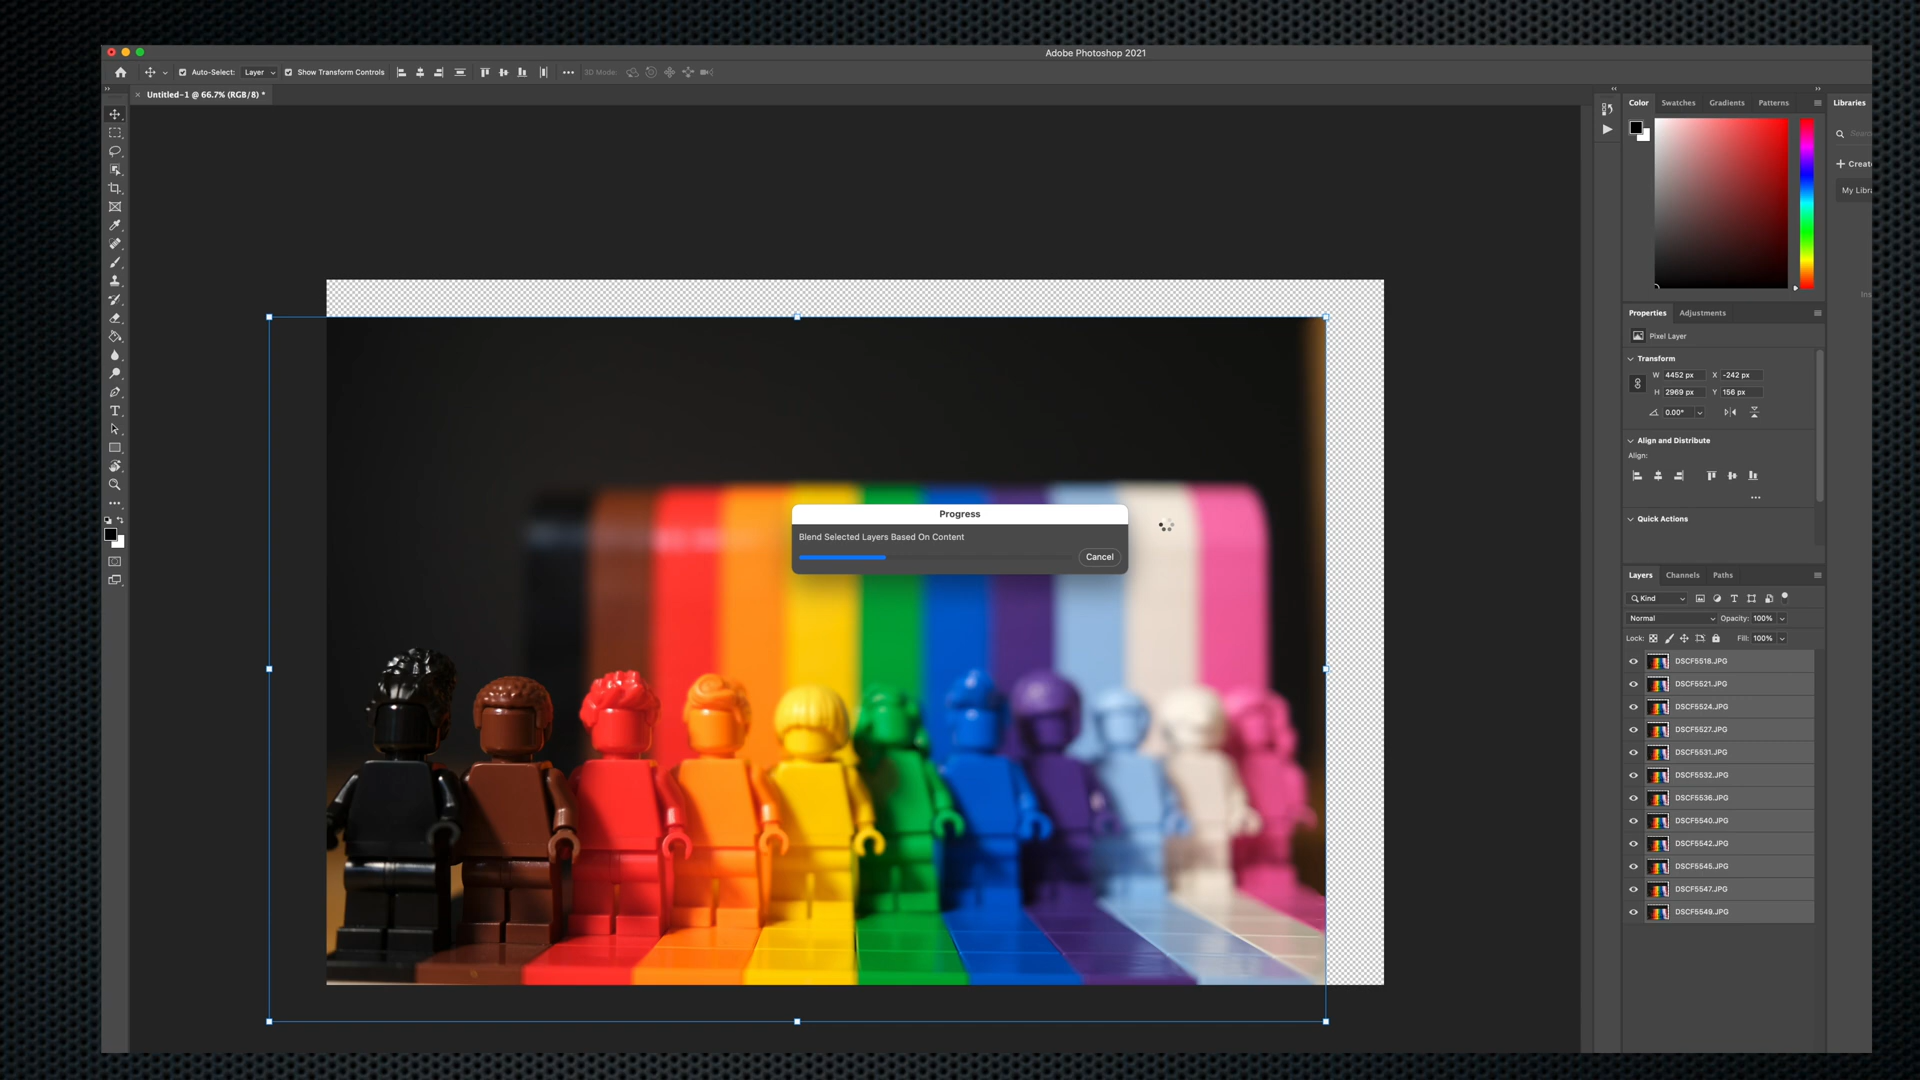 Adobe Photoshop 2021
Auto-Select: Layer Show Transform Controls 3D Mode:
× Untitled-1 @ 66.7% (RGB/8) *
Color Swatches Gradients Patterns
Libraries
+ Create
My Libra
Properties Adjustments
Pixel Layer
Transform
W 4452 px X -242 px
H 2969 px Y 156 px
0.00°
Align and Distribute
Align:
Quick Actions
Progress
Blend Selected Layers Based On Content
Cancel
Layers Channels Paths
Kind
Normal Opacity: 100%
Lock: Fill: 100%
DSCF5518.JPG
DSCF5521.JPG
DSCF5524.JPG
DSCF5527.JPG
DSCF5531.JPG
DSCF5532.JPG
DSCF5536.JPG
DSCF5540.JPG
DSCF5542.JPG
DSCF5545.JPG
DSCF5547.JPG
DSCF5549.JPG